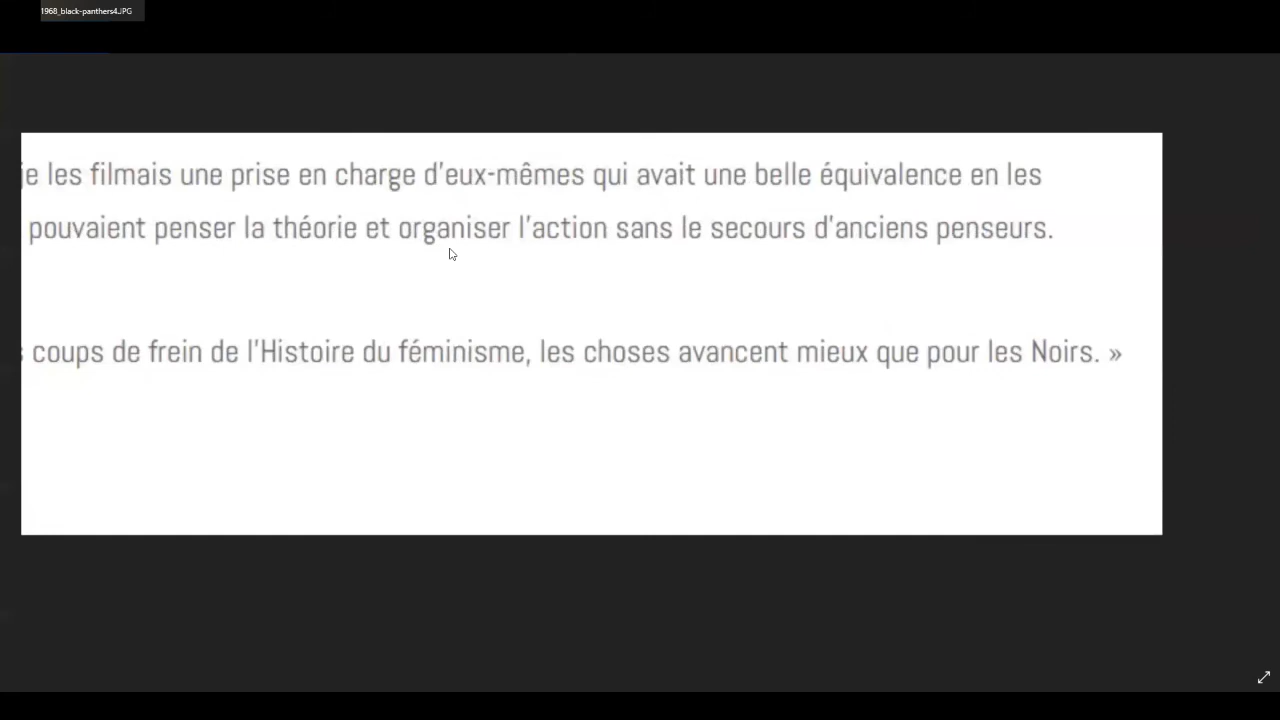 1968_black-panthers4.JPG
je les filmais une prise en charge d'eux-mêmes qui avait une belle équivalence en les
pouvaient penser la théorie et organiser l'action sans le secours d'anciens penseurs.
coups de frein de l'Histoire du féminisme, les choses avancent mieux que pour les Noirs. »